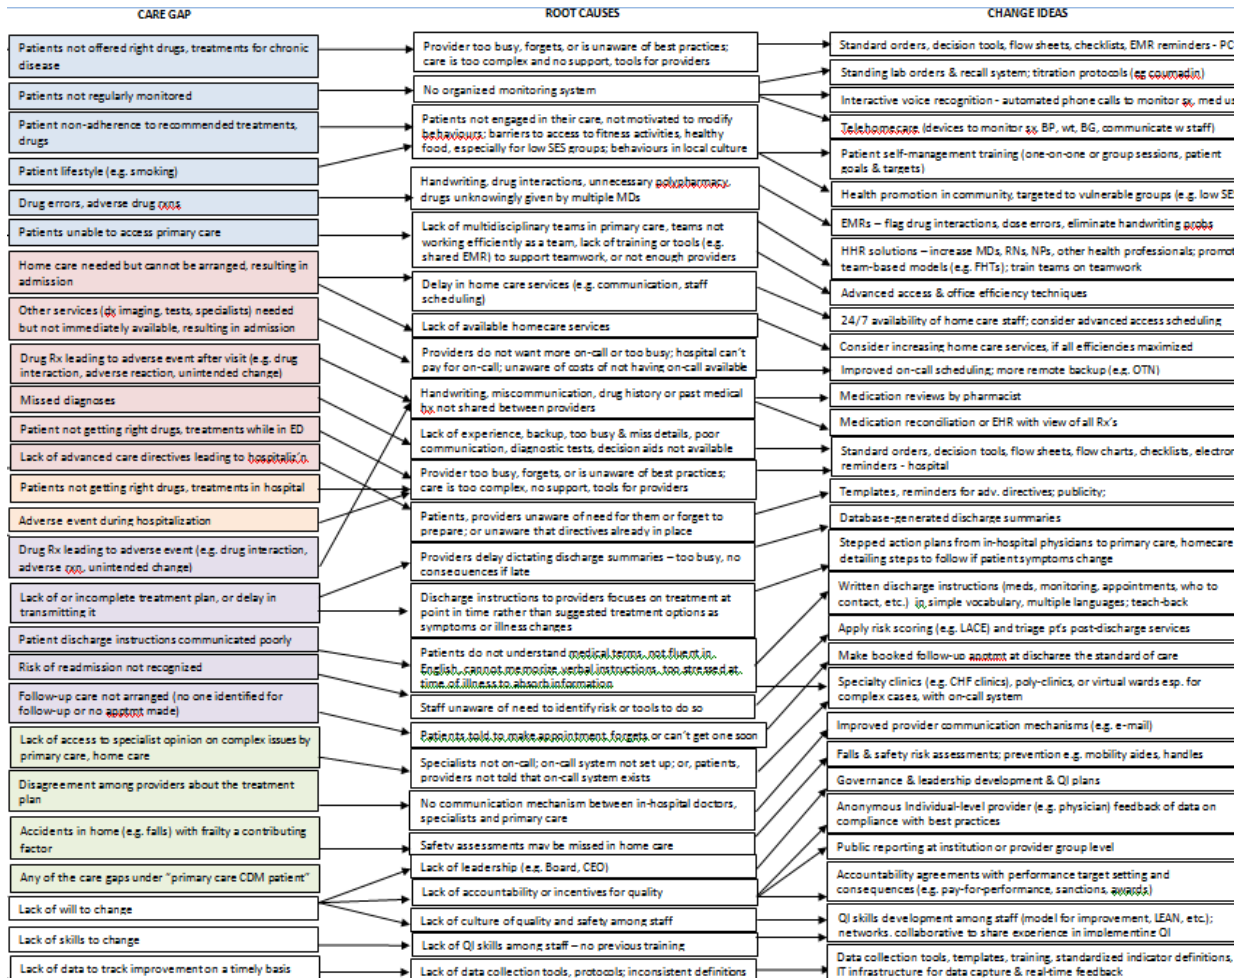 CARE GAP
Patients not offered right drugs, treatments for chronic
disease
Patients not regularly monitored
Patient non-adherence to recommended treatments,
drugs
Patient lifestyle (e.g. smoking)
Drug errors, adverse drug rxns
Patients unable to access primary care
Home care needed but cannot be arranged, resulting in
admission
Other services (dx imaging, tests, specialists) needed
but not immediately available, resulting in admission
Drug Rx leading to adverse event after visit (e.g. drug
interaction, adverse reaction, unintended change)
Missed diagnoses
Patient not getting right drugs, treatments while in ED
Lack of advanced care directives leading to hospitaliz'n
Patients not getting right drugs, treatments in hospital
Adverse event during hospitalization
Drug Rx leading to adverse event (e.g. drug interaction,
adverse rxn, unintended change)
Lack of or incomplete treatment plan, or delay in
transmitting it
Patient discharge instructions communicated poorly
Risk of readmission not recognized
Follow-up care not arranged (no one identified for
follow-up or no apptmt made)
Lack of access to specialist opinion on complex issues by
primary care, home care
Disagreement among providers about the treatment
plan
Accidents in home (e.g. falls) with frailty a contributing
factor
Any of the care gaps under "primary care CDM patient"
Lack of will to change
Lack of skills to change
Lack of data to track improvement on a timely basis
ROOT CAUSES
Provider too busy, forgets, or is unaware of best practices;
care is too complex and no support, tools for providers
No organized monitoring system
Patients not engaged in their care, not motivated to modify
behaviours; barriers to access to fitness activities, healthy
food, especially for low SES groups; behaviours in local culture
Handwriting, drug interactions, unnecessary polypharmacy,
drugs unknowingly given by multiple MDs
Lack of multidisciplinary teams in primary care, teams not
working efficiently as a team, lack of training or tools (e.g.
shared EMR) to support teamwork, or not enough providers
Delay in home care services (e.g. communication, staff
scheduling)
Lack of available homecare services
Providers do not want more on-call or too busy; hospital can't
pay for on-call; unaware of costs of not having on-call available
Handwriting, miscommunication, drug history or past medical
hx not shared between providers
Lack of experience, backup, too busy & miss details, poor
communication, diagnostic tests, decision aids not available
Provider too busy, forgets, or is unaware of best practices;
care is too complex, no support, tools for providers
Patients, providers unaware of need for them or forget to
prepare; or unaware that directives already in place
Providers delay dictating discharge summaries – too busy, no
consequences if late
Discharge instructions to providers focuses on treatment at
point in time rather than suggested treatment options as
symptoms or illness changes
Patients do not understand medical terms, not fluent in
English, cannot memorize verbal instructions, too stressed at
time of illness to absorb information
Staff unaware of need to identify risk or tools to do so
Patients told to make appointment, forgets or can't get one soon
Specialists not on-call; on-call system not set up; or, patients,
providers not told that on-call system exists
No communication mechanism between in-hospital doctors,
specialists and primary care
Safety assessments may be missed in home care
Lack of leadership (e.g. Board, CEO)
Lack of accountability or incentives for quality
Lack of culture of quality and safety among staff
Lack of QI skills among staff – no previous training
Lack of data collection tools, protocols; inconsistent definitions
CHANGE IDEAS
Standard orders, decision tools, flow sheets, checklists, EMR reminders - PC
Standing lab orders & recall system; titration protocols (eg coumadin)
Interactive voice recognition - automated phone calls to monitor sx, med us
Telehomecare (devices to monitor sx, BP, wt, BG, communicate w staff)
Patient self-management training (one-on-one or group sessions, patient
goals & targets)
Health promotion in community, targeted to vulnerable groups (e.g. low SE
EMRs – flag drug interactions, dose errors, eliminate handwriting probs
HHR solutions – increase MDs, RNs, NPs, other health professionals; promot
team-based models (e.g. FHTs); train teams on teamwork
Advanced access & office efficiency techniques
24/7 availability of home care staff; consider advanced access scheduling
Consider increasing home care services, if all efficiencies maximized
Improved on-call scheduling; more remote backup (e.g. OTN)
Medication reviews by pharmacist
Medication reconciliation or EHR with view of all Rx's
Standard orders, decision tools, flow sheets, flow charts, checklists, electron
reminders - hospital
Templates, reminders for adv. directives; publicity;
Database-generated discharge summaries
Stepped action plans from in-hospital physicians to primary care, homecare
detailing steps to follow if patient symptoms change
Written discharge instructions (meds, monitoring, appointments, who to
contact, etc.) in simple vocabulary, multiple languages; teach-back
Apply risk scoring (e.g. LACE) and triage pt's post-discharge services
Make booked follow-up apptmt at discharge the standard of care
Specialty clinics (e.g. CHF clinics), poly-clinics, or virtual wards esp. for
complex cases, with on-call system
Improved provider communication mechanisms (e.g. e-mail)
Falls & safety risk assessments; prevention e.g. mobility aides, handles
Governance & leadership development & QI plans
Anonymous Individual-level provider (e.g. physician) feedback of data on
compliance with best practices
Public reporting at institution or provider group level
Accountability agreements with performance target setting and
consequences (e.g. pay-for-performance, sanctions, awards)
QI skills development among staff (model for improvement, LEAN, etc.);
networks, collaborative to share experience in implementing QI
Data collection tools, templates, training, standardized indicator definitions,
IT infrastructure for data capture & real-time feedback